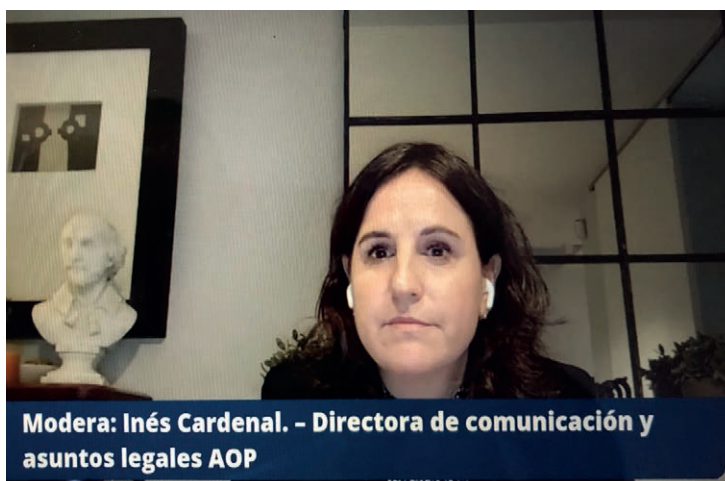 Modera: Inés Cardenal. – Directora de comunicación y
asuntos legales AOP